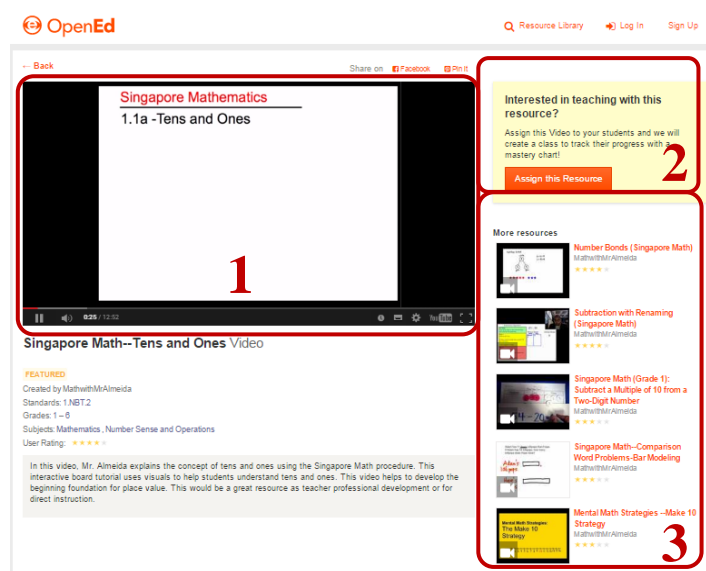 OpenEd
Resource Library Log In Sign Up
← Back
Share on Facebook Pin It
Singapore Mathematics
1.1a -Tens and Ones
1
0:25 / 12:52
YouTube
Singapore Math--Tens and Ones Video
FEATURED
Created by MathwithMrAlmeida
Standards: 1.NBT.2
Grades: 1 – 6
Subjects: Mathematics , Number Sense and Operations
User Rating:
In this video, Mr. Almeida explains the concept of tens and ones using the Singapore Math procedure. This
interactive board tutorial uses visuals to help students understand tens and ones. This video helps to develop the
beginning foundation for place value. This would be a great resource as teacher professional development or for
direct instruction.
Interested in teaching with this
resource?
Assign this Video to your students and we will
create a class to track their progress with a
mastery chart!
2
Assign this Resource
More resources
Number Bonds (Singapore Math)
MathwithMrAlmeida
Subtraction with Renaming
(Singapore Math)
MathwithMrAlmeida
Singapore Math (Grade 1):
Subtract a Multiple of 10 from a
Two-Digit Number
MathwithMrAlmeida
Singapore Math--Comparison
Word Problems-Bar Modeling
MathwithMrAlmeida
Mental Math Strategies --Make 10
Strategy
MathwithMrAlmeida
Mental Math Strategies
The Make 10
Strategy
3